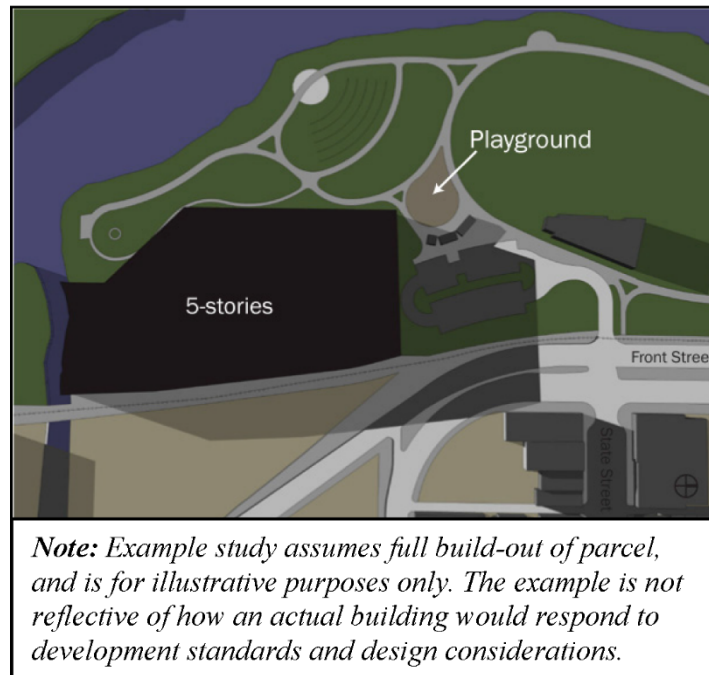 Playground
5-stories
Front Stree
State Street
Note: Example study assumes full build-out of parcel,
and is for illustrative purposes only. The example is not
reflective of how an actual building would respond to
development standards and design considerations.